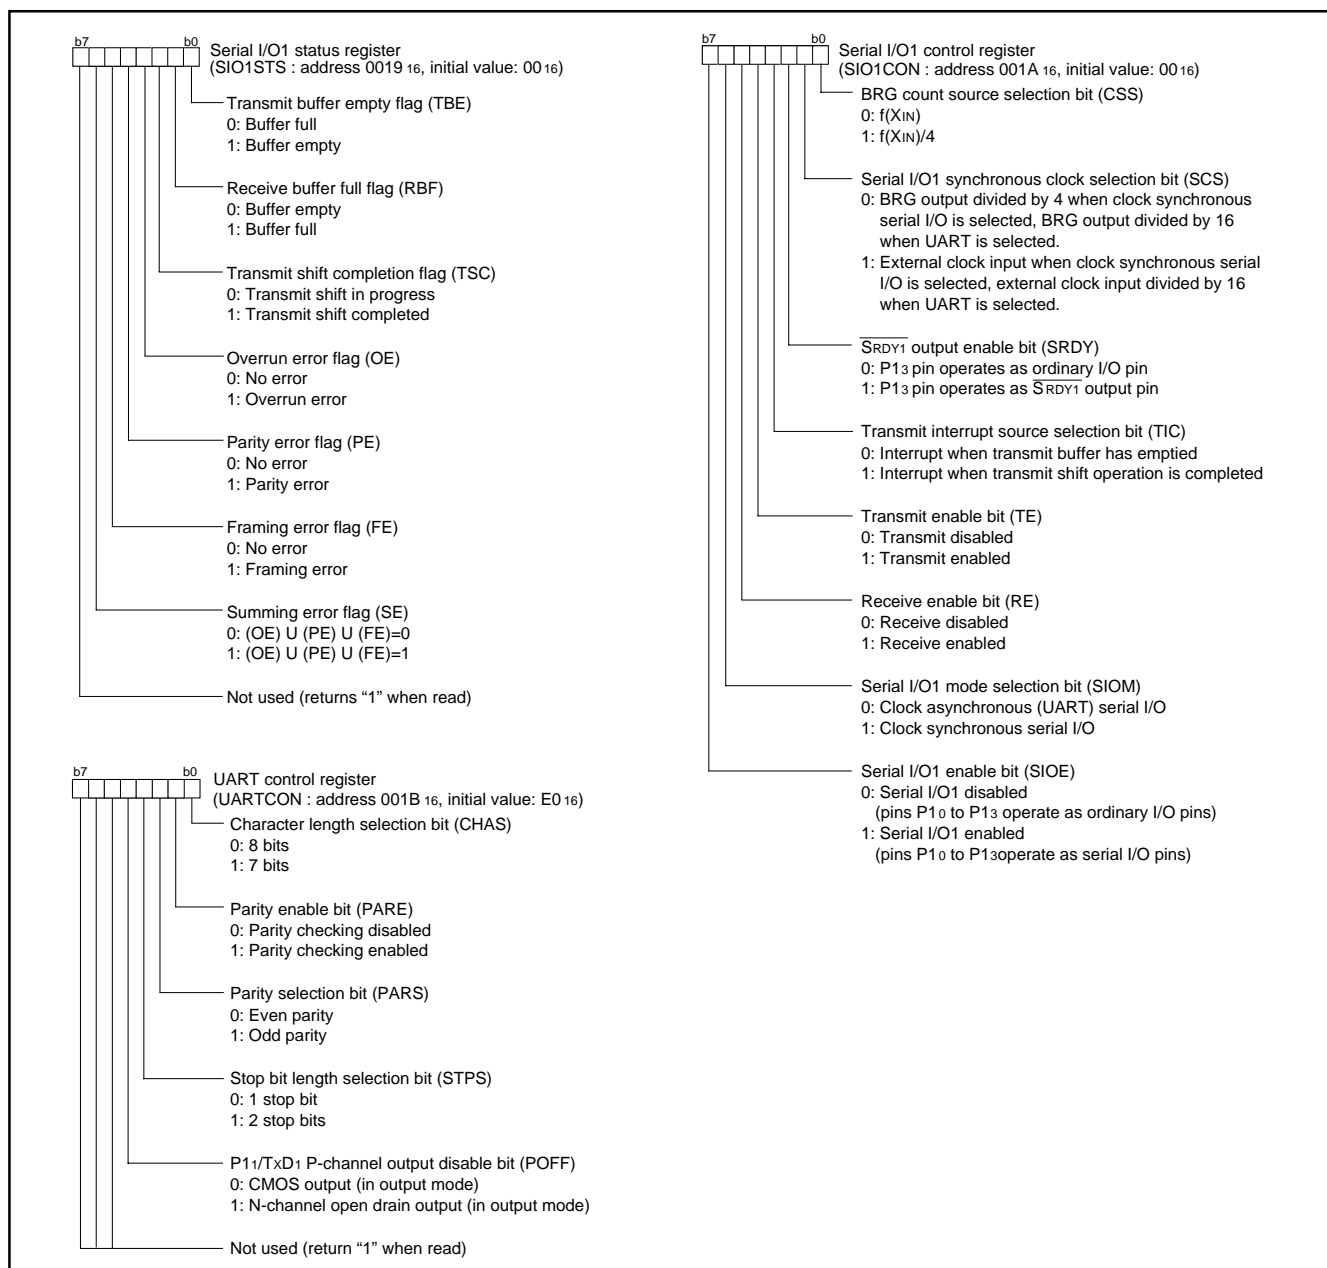 b7 b0 Serial I/O1 status register
(SIO1STS : address 0019 16, initial value: 00 16)
Transmit buffer empty flag (TBE)
0: Buffer full
1: Buffer empty
Receive buffer full flag (RBF)
0: Buffer empty
1: Buffer full
Transmit shift completion flag (TSC)
0: Transmit shift in progress
1: Transmit shift completed
Overrun error flag (OE)
0: No error
1: Overrun error
Parity error flag (PE)
0: No error
1: Parity error
Framing error flag (FE)
0: No error
1: Framing error
Summing error flag (SE)
0: (OE) U (PE) U (FE)=0
1: (OE) U (PE) U (FE)=1
Not used (returns “1” when read)
b7 b0 UART control register
(UARTCON : address 001B 16, initial value: E0 16)
Character length selection bit (CHAS)
0: 8 bits
1: 7 bits
Parity enable bit (PARE)
0: Parity checking disabled
1: Parity checking enabled
Parity selection bit (PARS)
0: Even parity
1: Odd parity
Stop bit length selection bit (STPS)
0: 1 stop bit
1: 2 stop bits
P11/TXD1 P-channel output disable bit (POFF)
0: CMOS output (in output mode)
1: N-channel open drain output (in output mode)
Not used (return “1” when read)
b7 b0 Serial I/O1 control register
(SIO1CON : address 001A 16, initial value: 00 16)
BRG count source selection bit (CSS)
0: f(XIN)
1: f(XIN)/4
Serial I/O1 synchronous clock selection bit (SCS)
0: BRG output divided by 4 when clock synchronous
serial I/O is selected, BRG output divided by 16
when UART is selected.
1: External clock input when clock synchronous serial
I/O is selected, external clock input divided by 16
when UART is selected.
SRDY1 output enable bit (SRDY)
0: P13 pin operates as ordinary I/O pin
1: P13 pin operates as SRDY1 output pin
Transmit interrupt source selection bit (TIC)
0: Interrupt when transmit buffer has emptied
1: Interrupt when transmit shift operation is completed
Transmit enable bit (TE)
0: Transmit disabled
1: Transmit enabled
Receive enable bit (RE)
0: Receive disabled
1: Receive enabled
Serial I/O1 mode selection bit (SIOM)
0: Clock asynchronous (UART) serial I/O
1: Clock synchronous serial I/O
Serial I/O1 enable bit (SIOE)
0: Serial I/O1 disabled
(pins P10 to P13 operate as ordinary I/O pins)
1: Serial I/O1 enabled
(pins P10 to P13operate as serial I/O pins)